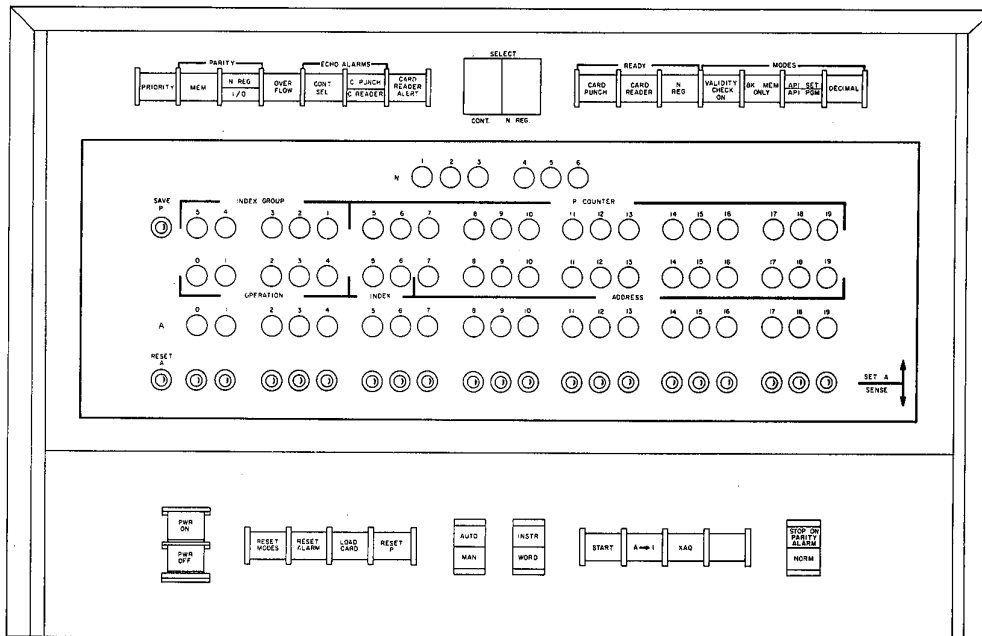 PARITY ECHO ALARMS SELECT READY MODES
PRIORITY MEM N REG I/O OVER FLOW CONT SEL C PUNCH C READER CARD READER ALERT CARD PUNCH CARD READER N REG VALIDITY CHECK ON 8K MEM ONLY API SET API PGM DECIMAL
CONT. N REG.
1 2 3 4 5 6
N
SAVE P INDEX GROUP P COUNTER
5 4 3 2 1 5 6 7 8 9 10 11 12 13 14 15 16 17 18 19
0 1 2 3 4 5 6 7 8 9 10 11 12 13 14 15 16 17 18 19
OPERATION INDEX ADDRESS
0 1 2 3 4 5 6 7 8 9 10 11 12 13 14 15 16 17 18 19
A
RESET A
SET A
SENSE
PWR ON
PWR OFF
RESET MODES RESET ALARM LOAD CARD RESET P
AUTO
MAN
INSTR
WORD
START A→I XAQ
STOP ON PARITY ALARM
NORM